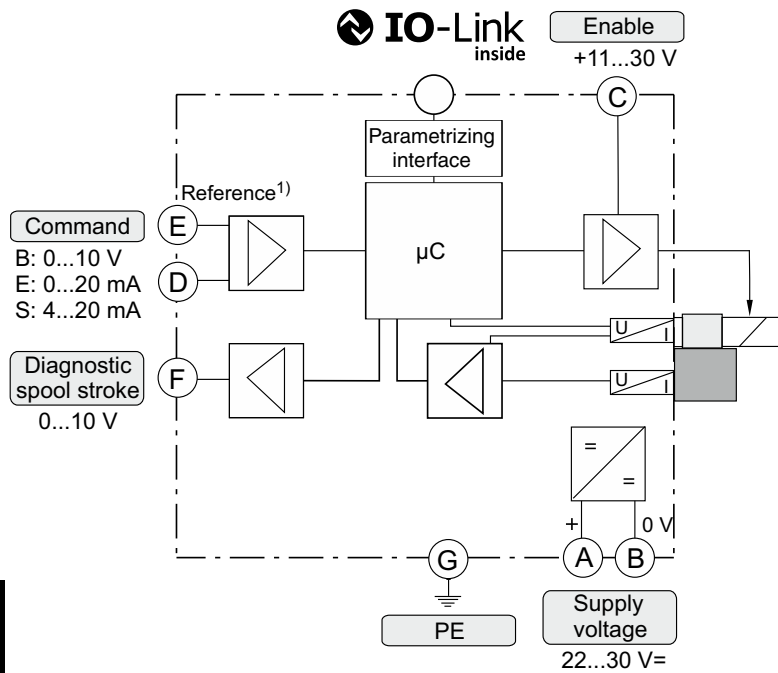 IO-Link
inside
Enable
+11...30 V
C
Parametrizing
interface
Reference1)
Command
E
B: 0...10 V
E: 0...20 mA
S: 4...20 mA
D
µC
U
I
Diagnostic
spool stroke
F
0...10 V
U
I
=
=
+
0 V
G
A
B
PE
Supply
voltage
22...30 V=